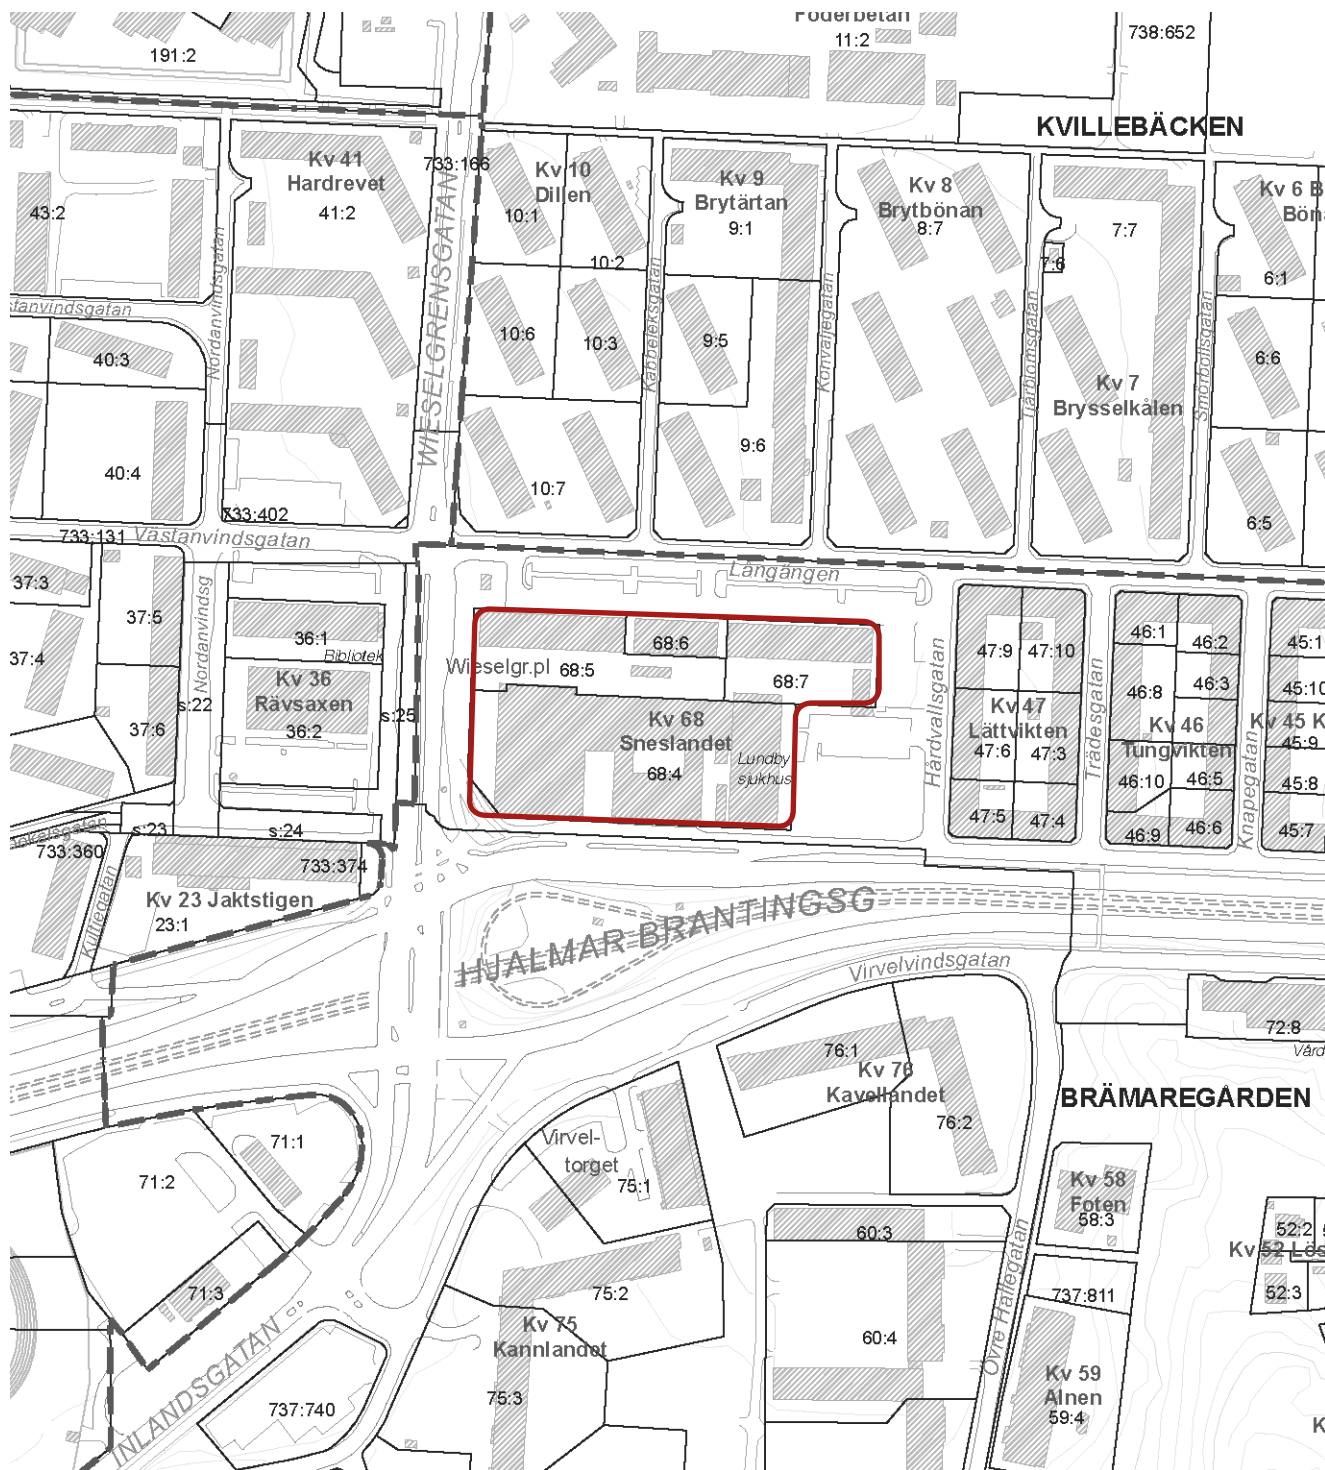 Foderbetan
11:2
738:652
191:2
KVILLEBÄCKEN
Kv 41
Hardrevet
41:2
733:166
Kv 10
Dillen
10:1
10:2
Kv 9
Brytärtan
9:1
Kv 8
Brytbönan
8:7
7:7
7:6
Kv 6 B
Böna
6:1
43:2
WIESELGRENSGATAN
Nordanvindsgatan
Kabbeleksgatan
Konvaljegatan
Smörbollsgatan
stanvindsgatan
40:3
10:6
10:3
9:5
6:6
Kv 7
Brysselkålen
40:4
10:7
9:6
6:5
733:402
733:131
Västanvindsgatan
Långängen
37:3
37:5
37:4
37:6
Nordanvindsg
36:1
Bibliotek
Kv 36
Rävsaxen
36:2
s:22
s:25
Wieselgr.pl
68:5
68:6
68:7
Kv 68
Sneslandet
68:4
Lundby
sjukhus
Hårdvallsgatan
47:9
47:10
Kv 47
Lättvikten
47:6
47:3
47:5
47:4
Trädesgatan
46:1
46:2
46:3
46:8
Kv 46
Tungvikten
46:10
46:5
46:9
46:6
Knapegatan
45:1
45:10
Kv 45 K
45:9
45:8
45:7
s:23
s:24
733:360
733:374
Kv 23 Jaktstigen
23:1
HJALMAR BRANTINGSG
Virvelvindsgatan
72:8
Vård
76:1
Kv 76
Kavellandet
76:2
BRÄMAREGÅRDEN
71:1
71:2
71:3
Virvel-
torget
75:1
75:2
Kv 75
Kannlandet
75:3
60:3
60:4
Övre Hallegatan
Kv 58
Foten
58:3
52:2
Kv 52 Lös
52:3
737:811
Kv 59
Alnen
59:4
INLANDSGATAN
737:740
K